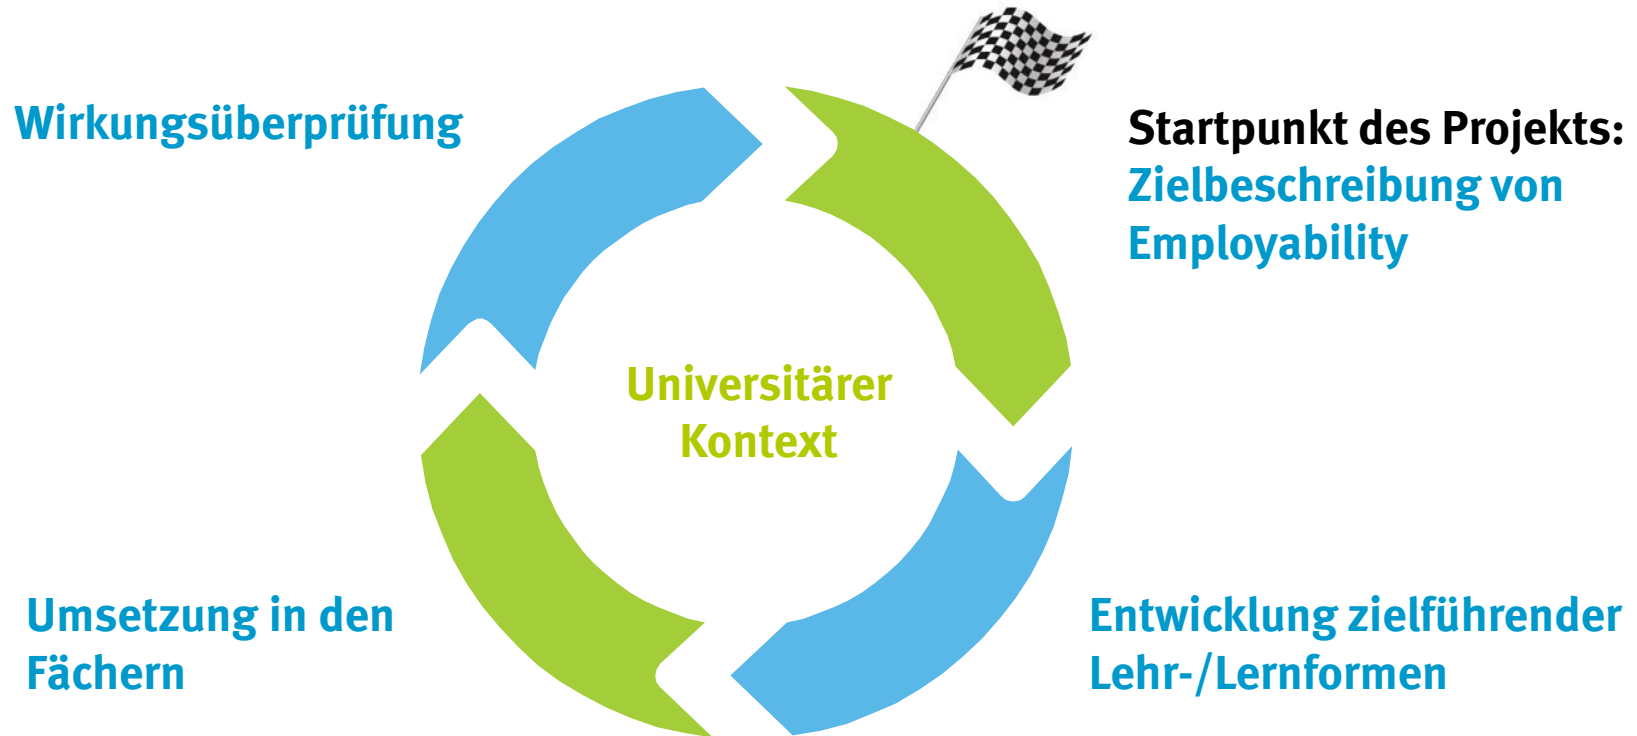 Wirkungsüberprüfung
Startpunkt des Projekts:
Zielbeschreibung von
Employability
Universitärer
Kontext
Umsetzung in den
Fächern
Entwicklung zielführender
Lehr-/Lernformen